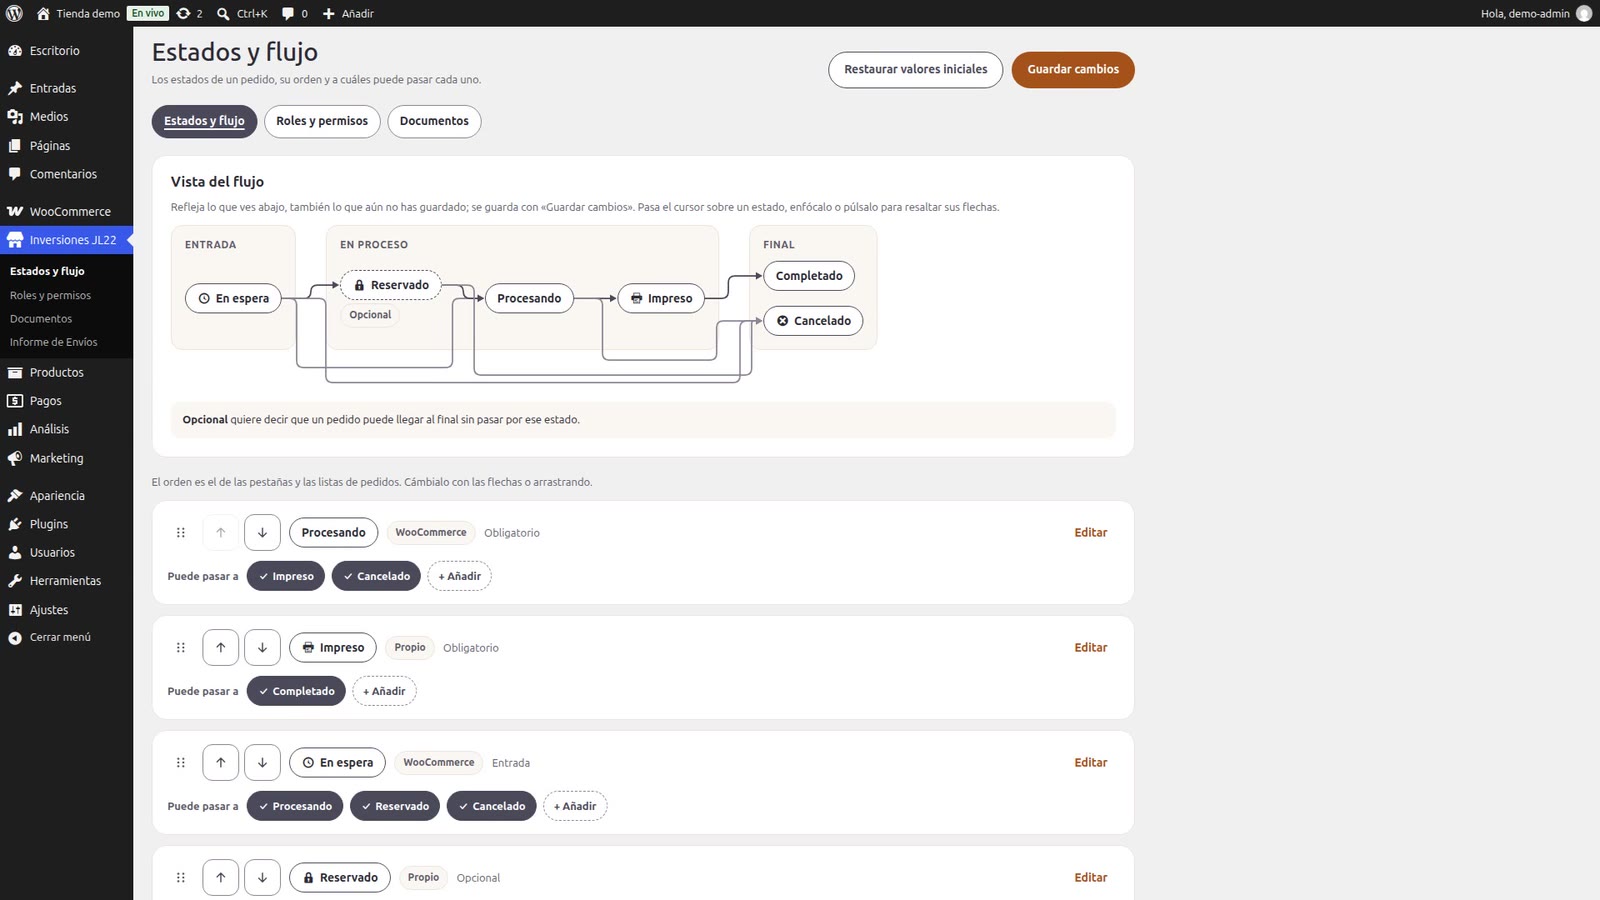 Tienda demo En vivo 2 Ctrl+K 0 Añadir Hola, demo-admin
Escritorio
Entradas
Medios
Páginas
Comentarios
WooCommerce
Inversiones JL22
Estados y flujo
Roles y permisos
Documentos
Informe de Envíos
Productos
Pagos
Análisis
Marketing
Apariencia
Plugins
Usuarios
Herramientas
Ajustes
Cerrar menú
Estados y flujo
Los estados de un pedido, su orden y a cuáles puede pasar cada uno.
Restaurar valores iniciales Guardar cambios
Estados y flujo Roles y permisos Documentos
Vista del flujo
Refleja lo que ves abajo, también lo que aún no has guardado; se guarda con «Guardar cambios». Pasa el cursor sobre un estado, enfócalo o púlsalo para resaltar sus flechas.
ENTRADA EN PROCESO FINAL
En espera Reservado Opcional Procesando Impreso Completado Cancelado
Opcional quiere decir que un pedido puede llegar al final sin pasar por ese estado.
El orden es el de las pestañas y las listas de pedidos. Cámbialo con las flechas o arrastrando.
Procesando WooCommerce Obligatorio Editar
Puede pasar a Impreso Cancelado + Añadir
Impreso Propio Obligatorio Editar
Puede pasar a Completado + Añadir
En espera WooCommerce Entrada Editar
Puede pasar a Procesando Reservado Cancelado + Añadir
Reservado Propio Opcional Editar